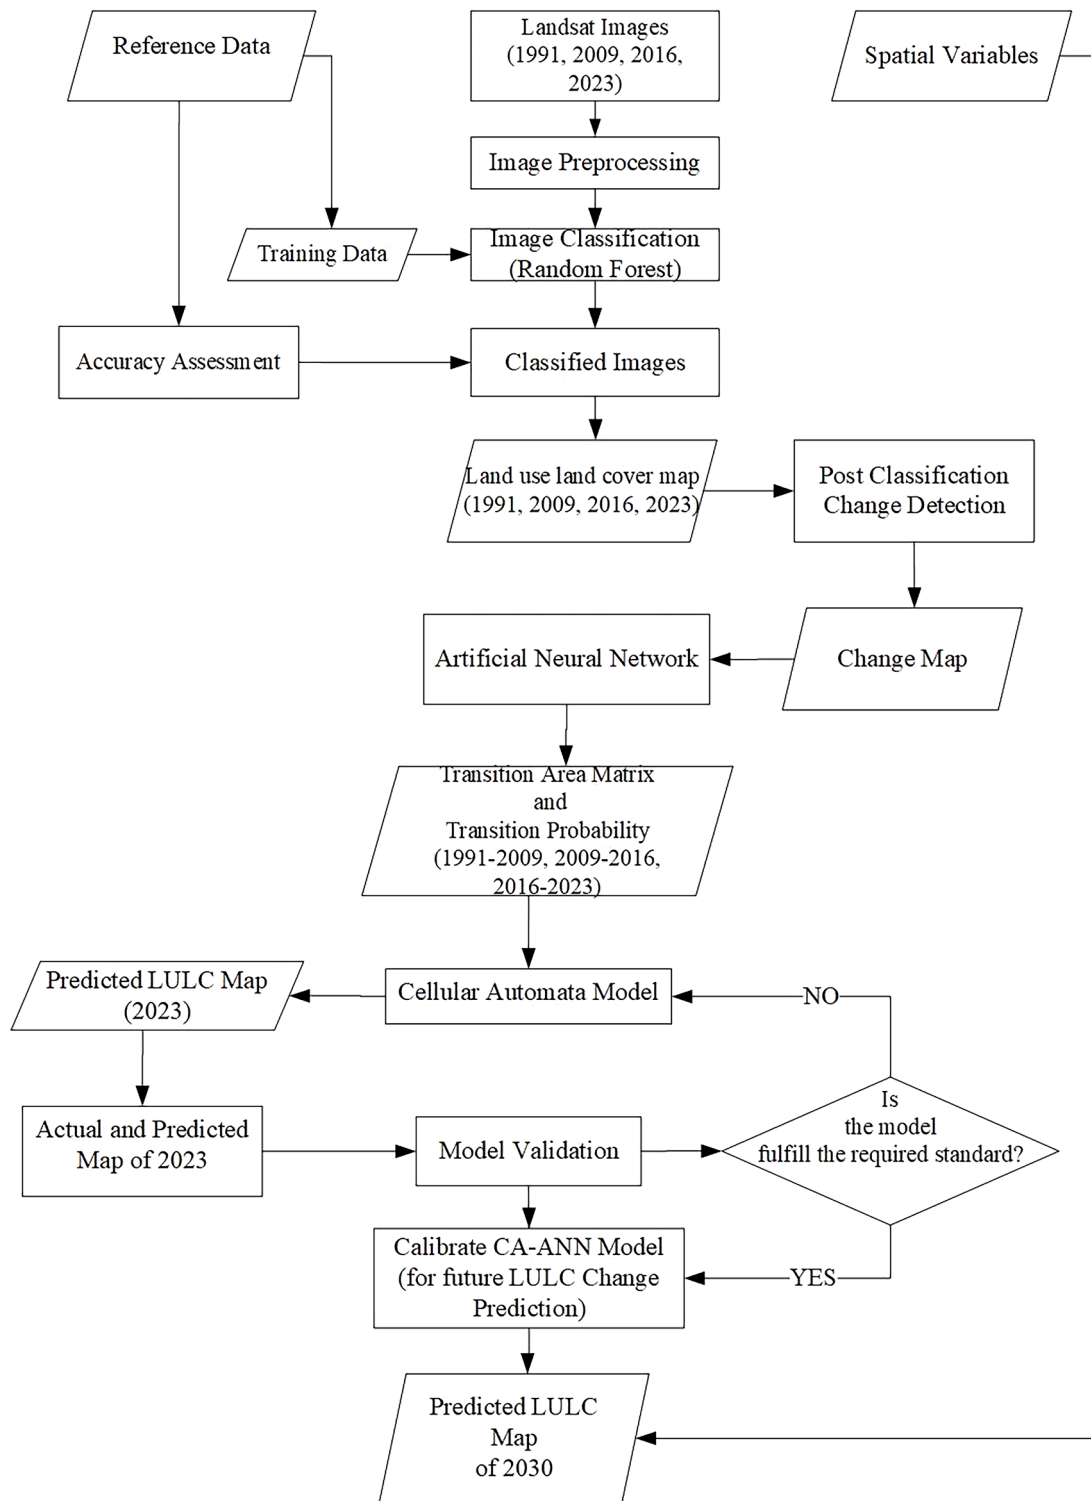 Reference Data
Landsat Images
(1991, 2009, 2016,
2023)
Spatial Variables
Image Preprocessing
Training Data
Image Classification
(Random Forest)
Accuracy Assessment
Classified Images
Land use land cover map
(1991, 2009, 2016, 2023)
Post Classification
Change Detection
Artificial Neural Network
Change Map
Transition Area Matrix
and
Transition Probability
(1991-2009, 2009-2016,
2016-2023)
Predicted LULC Map
(2023)
Cellular Automata Model
NO
Actual and Predicted
Map of 2023
Model Validation
Is
the model
fulfill the required standard?
Calibrate CA-ANN Model
(for future LULC Change
Prediction)
YES
Predicted LULC
Map
of 2030